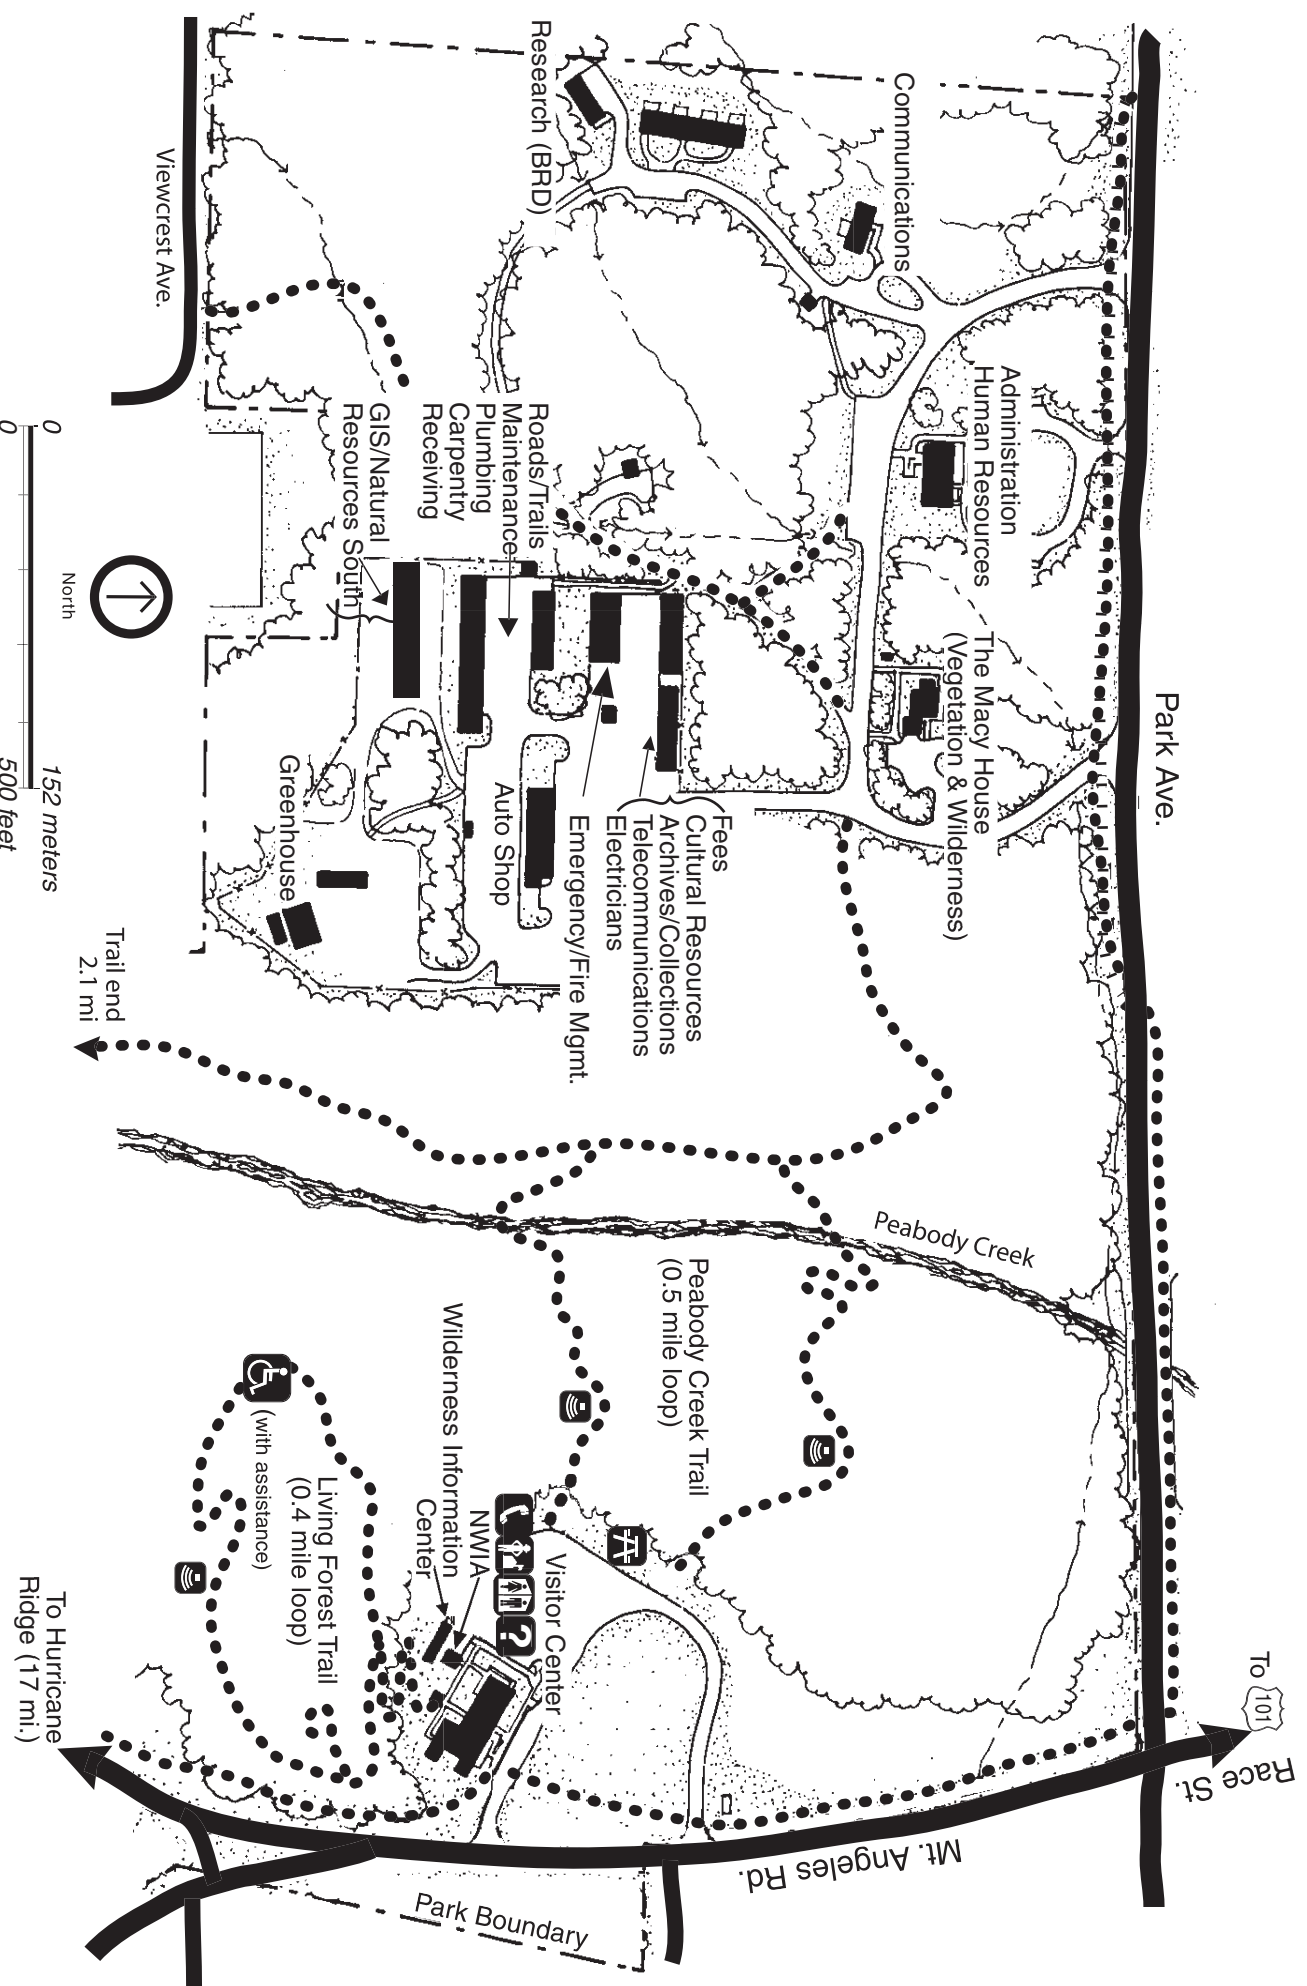 Park Ave.
To
101
Race St.
Mt. Angeles Rd.
Park Boundary
Communications
Research (BRD)
Administration
Human Resources
The Macy House
(Vegetation & Wilderness)
Viewcrest Ave.
Roads/Trails
Maintenance
Plumbing
Carpentry
Receiving
GIS/Natural
Resources South
Fees
Cultural Resources
Archives/Collections
Telecommunications
Electricians
Emergency/Fire Mgmt.
Auto Shop
Greenhouse
Peabody Creek
Peabody Creek Trail
(0.5 mile loop)
Visitor Center
?
NWIA
Wilderness Information
Center
Living Forest Trail
(0.4 mile loop)
(with assistance)
Trail end
2.1 mi
To Hurricane
Ridge (17 mi.)
North
0
152 meters
0
500 feet